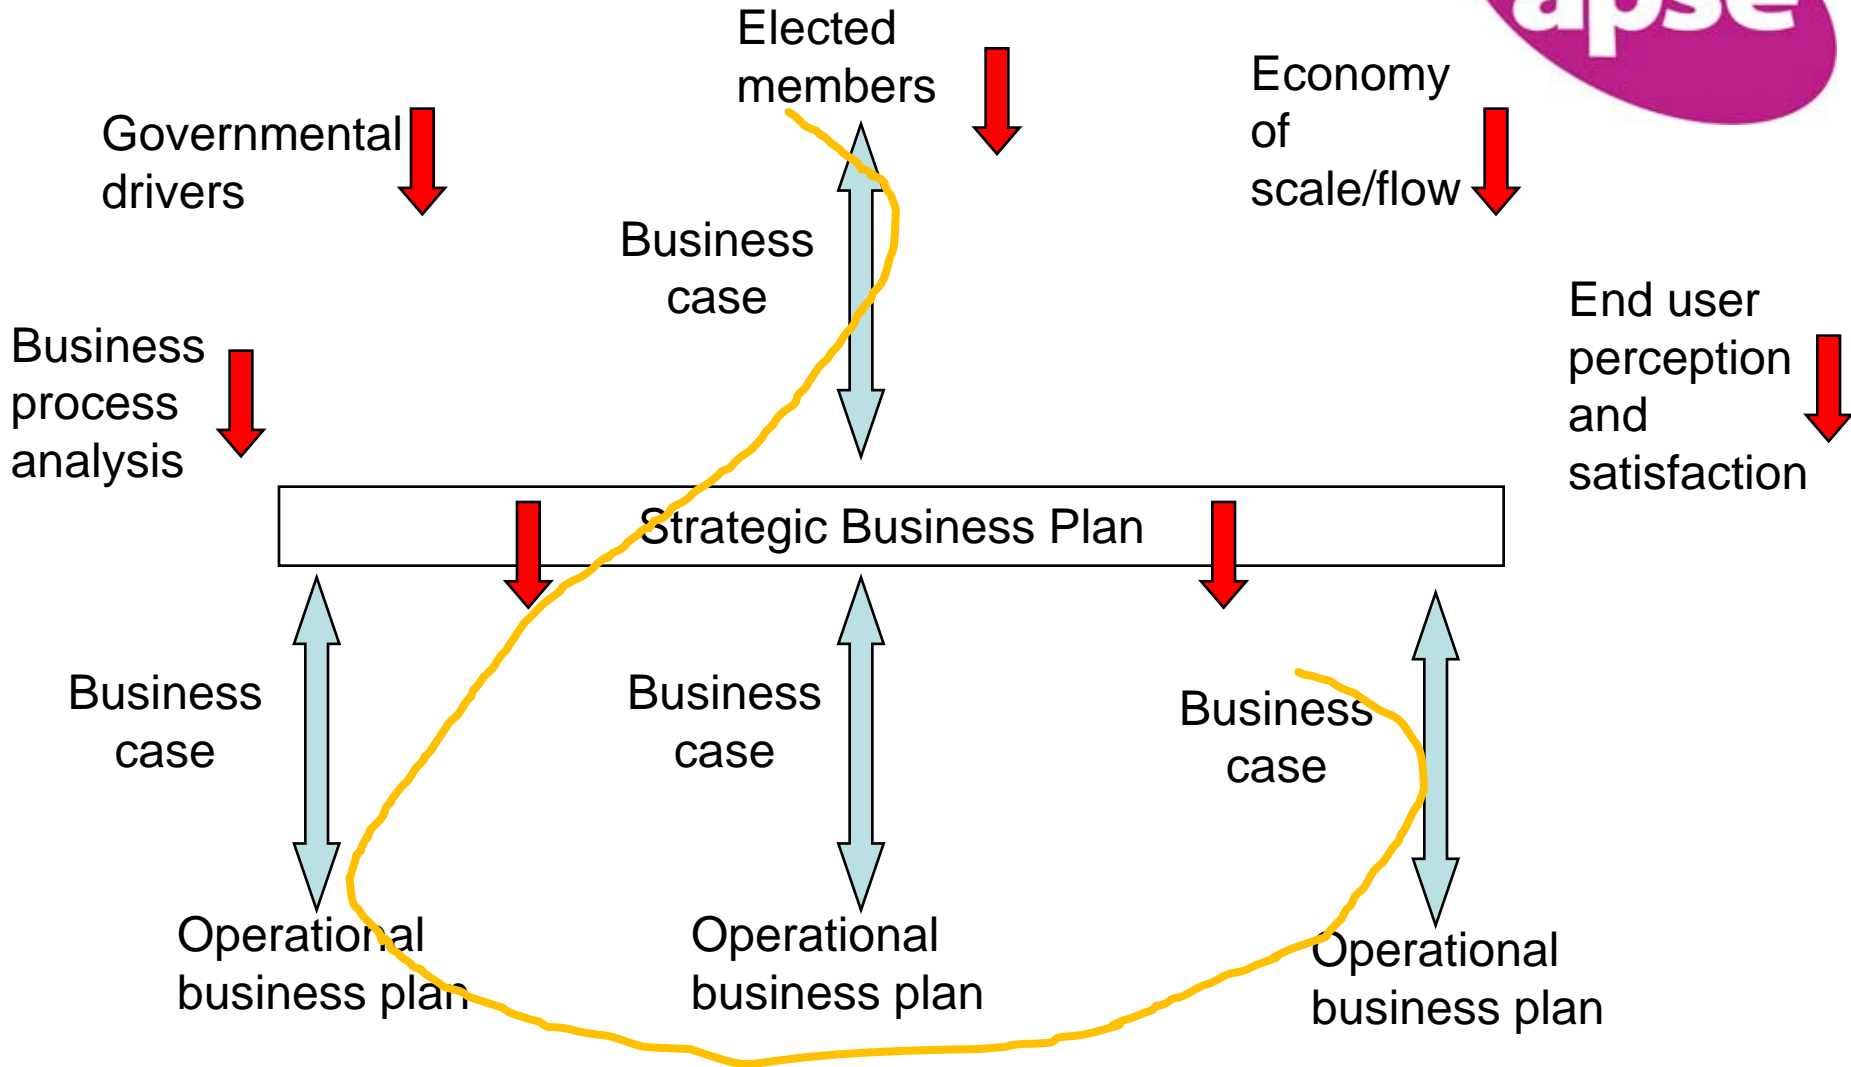 apse
Elected
members
Economy
of
scale/flow
Governmental
drivers
Business
case
End user
perception
and
satisfaction
Business
process
analysis
Strategic Business Plan
Business
case
Business
case
Business
case
Operational
business plan
Operational
business plan
Operational
business plan